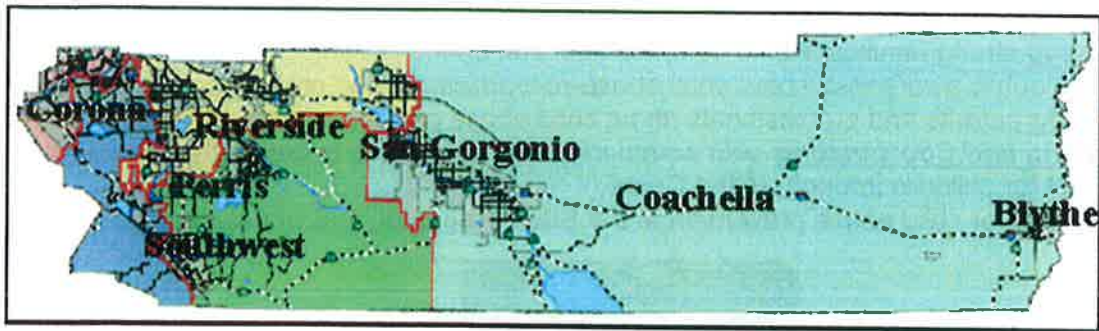 Corona
Riverside
San Gorgonio
Perris
Coachella
Blythe
Southwest